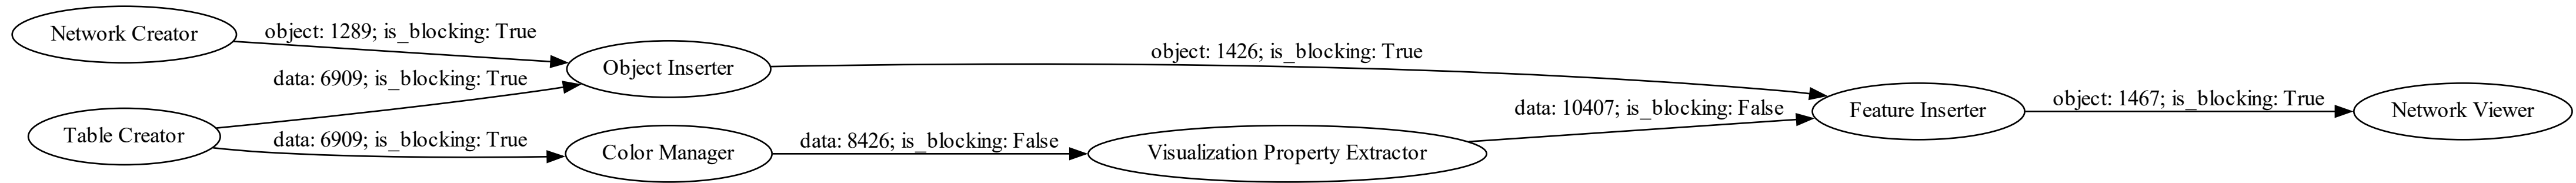 Network Creator
object: 1289; is_blocking: True
data: 6909; is_blocking: True
Table Creator
data: 6909; is_blocking: True
Object Inserter
Color Manager
object: 1426; is_blocking: True
data: 8426; is_blocking: False
Visualization Property Extractor
data: 10407; is_blocking: False
Feature Inserter
object: 1467; is_blocking: True
Network Viewer